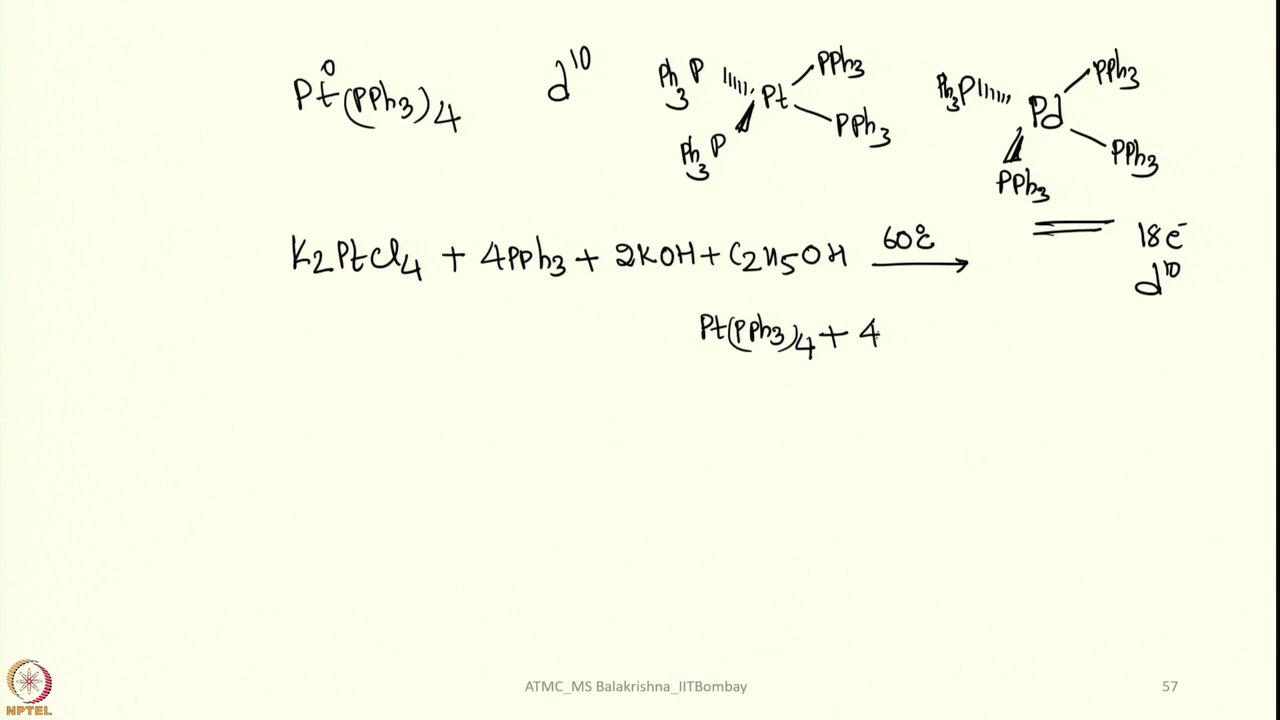 Pt⁰(PPh₃)₄ d¹⁰ Ph₃P Pt PPh₃ PPh₃ Ph₃P Ph₃P Pd PPh₃ PPh₃ PPh₃
K₂PtCl₄ + 4PPh₃ + 2KOH + C₂H₅OH 60℃ →
18e⁻
d¹⁰
Pt(PPh₃)₄ + 4
NPTEL
ATMC_MS Balakrishna_IITBombay
57